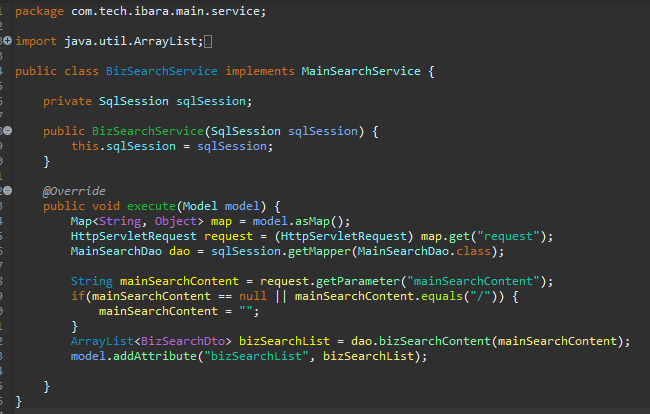 package com.tech.ibara.main.service;
import java.util.ArrayList;
public class BizSearchService implements MainSearchService {
private SqlSession sqlSession;
public BizSearchService(SqlSession sqlSession) {
this.sqlSession = sqlSession;
}
@Override
public void execute(Model model) {
Map<String, Object> map = model.asMap();
HttpServletRequest request = (HttpServletRequest) map.get("request");
MainSearchDao dao = sqlSession.getMapper(MainSearchDao.class);
String mainSearchContent = request.getParameter("mainSearchContent");
if(mainSearchContent == null || mainSearchContent.equals("/")) {
mainSearchContent = "";
}
ArrayList<BizSearchDto> bizSearchList = dao.bizSearchContent(mainSearchContent);
model.addAttribute("bizSearchList", bizSearchList);
}
}